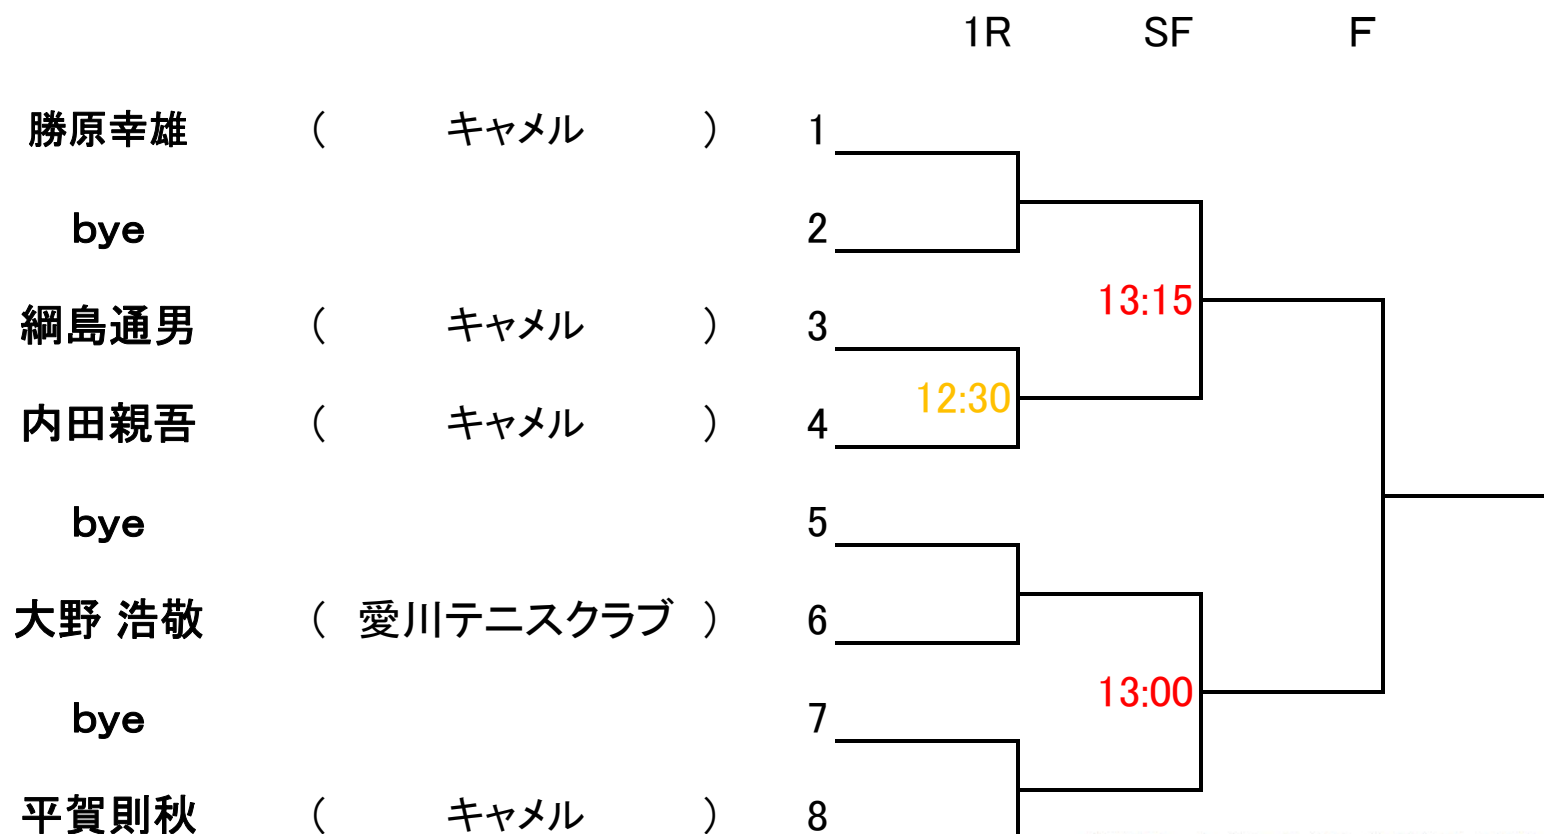 1R SF F
勝原幸雄 ( キャメル ) 1
bye 2
13:15
綱島通男 ( キャメル ) 3
12:30
内田親吾 ( キャメル ) 4
bye 5
大野 浩敬 ( 愛川テニスクラブ ) 6
13:00
bye 7
平賀則秋 ( キャメル ) 8